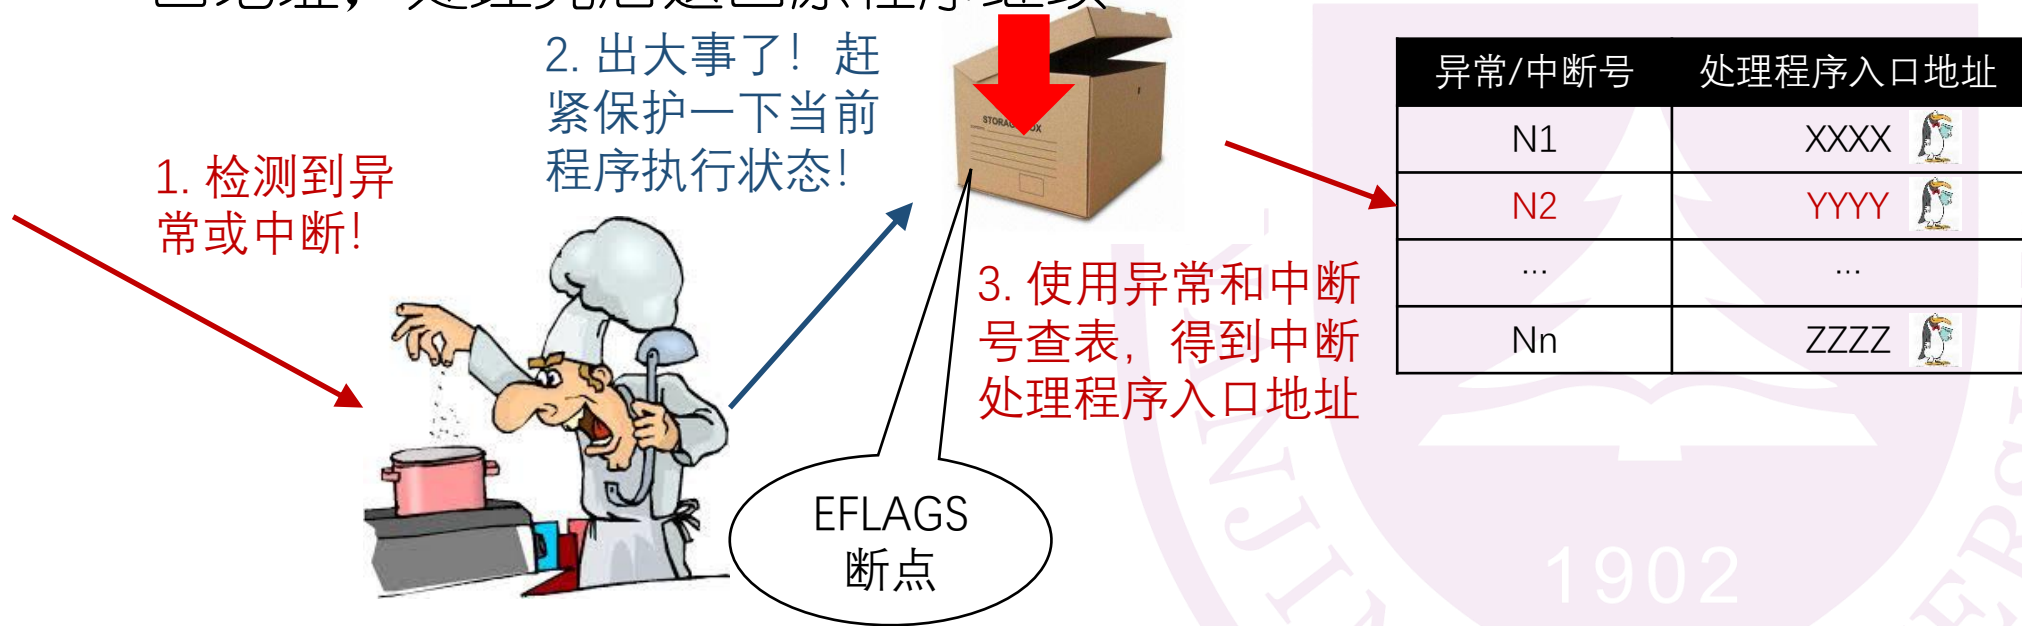 2. 出大事了！赶
紧保护一下当前
程序执行状态！
1. 检测到异
常或中断！
STORAGE BOX
异常/中断号 处理程序入口地址
N1 XXXX
N2 YYYY
... ...
Nn ZZZZ
3. 使用异常和中断
号查表，得到中断
处理程序入口地址
EFLAGS
断点
1902